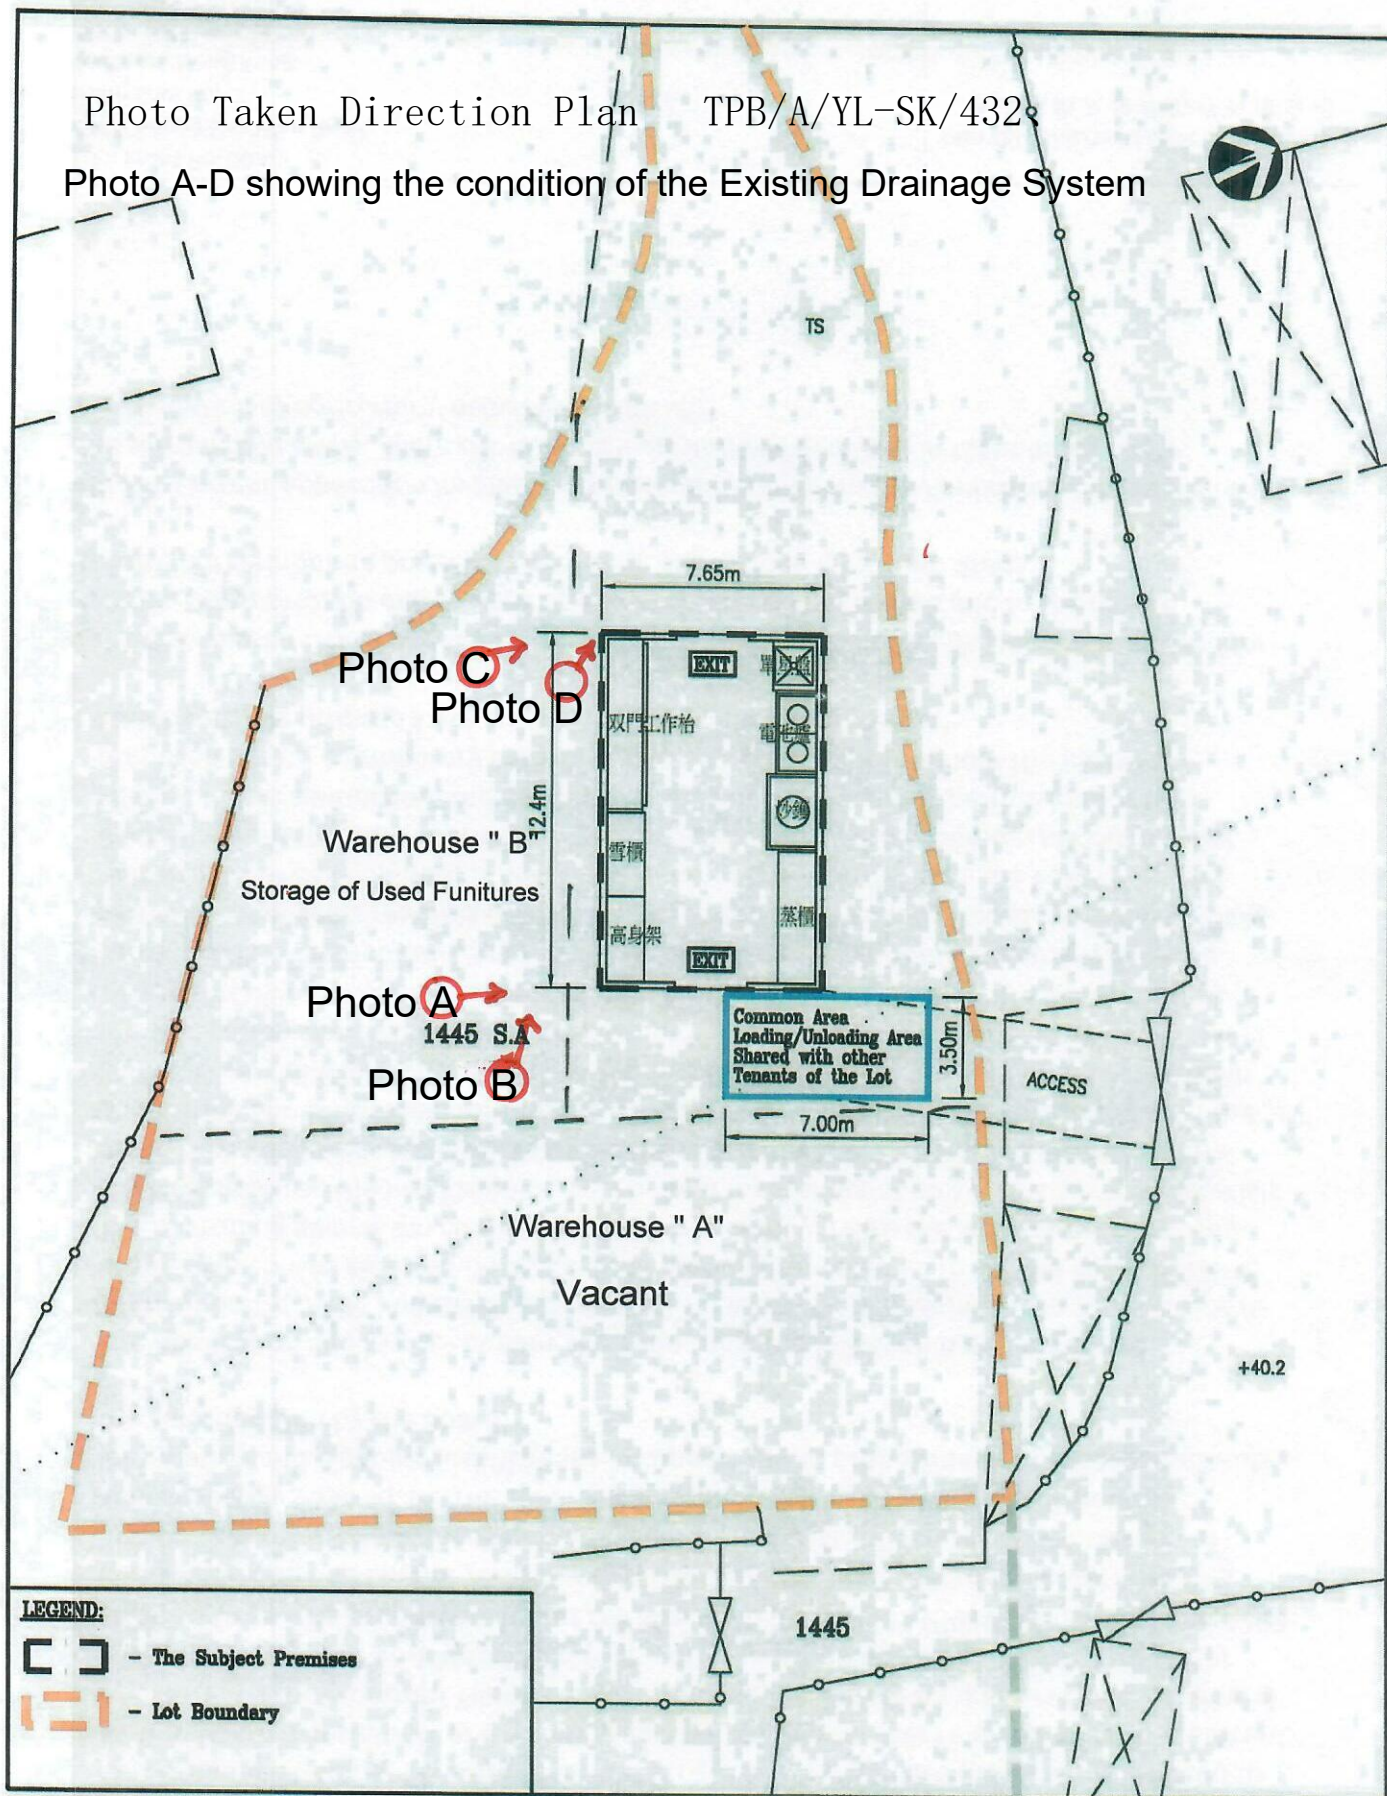 Photo Taken Direction Plan TPB/A/YL-SK/432
Photo A-D showing the condition of the Existing Drainage System
TS
7.65m
Photo C
Photo D
EXIT
双門工作枱
12.4m
Warehouse " B"
Storage of Used Funitures
雪櫃
蒸櫃
高身架
EXIT
Photo A
1445 S.A
Photo B
Common Area
Loading/Unloading Area
Shared with other
Tenants of the Lot
3.50m
ACCESS
7.00m
Warehouse " A"
Vacant
+40.2
LEGEND:
- The Subject Premises
- Lot Boundary
1445